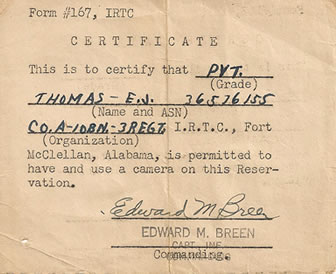 Form #167, IRTC
CERTIFICATE
This is to certify that PVT.
(Grade)
THOMAS - E.J. 36576155
(Name and ASN)
CO.A-10BN.-3REGT. I.R.T.C., Fort
(Organization)
McClellan, Alabama, is permitted to
have and use a camera on this Reser-
vation.
Edward M Breen
EDWARD M. BREEN
CAPT. INF.
Commanding.